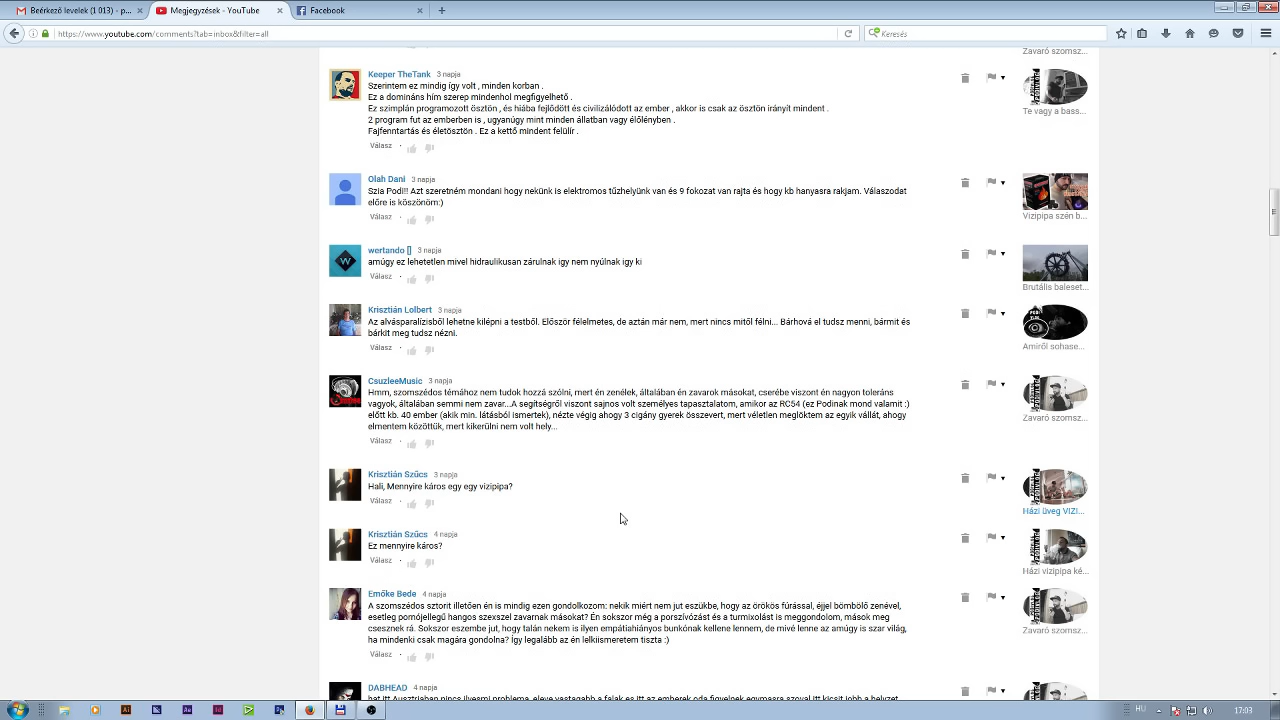 Beérkező levelek (1 013) - p...
Megjegyzések - YouTube
Facebook
https://www.youtube.com/comments?tab=inbox&filter=all
Keresés
Zavaró szomsz...
Keeper TheTank 3 napja
Szerintem ez mindig így volt , minden korban .
Ez a domináns hím szerep mindenhol megfigyelhető .
Ez szimplán programozott ösztön , és hiába fejlődött és civilizálódott az ember , akkor is csak az ösztön irányít mindent .
2 program fut az emberben is , ugyanúgy mint minden állatban vagy élőlényben .
Fajfenntartás és életösztön . Ez a kettő mindent felülír .
Válasz
Te vagy a bass...
Olah Dani 3 napja
Szia Podi!! Azt szeretném mondani hogy nekünk is elektromos tűzhelyünk van és 9 fokozat van rajta és hogy kb hanyasra rakjam. Válaszodat
előre is köszönöm:)
Válasz
Vizipipa szén b...
wertando [] 3 napja
amúgy ez lehetetlen mivel hidraulikusan zárulnak igy nem nyúlnak igy ki
Válasz
Brutális baleset...
Krisztián Lolbert 3 napja
Az alvásparalízisből lehetne kilépni a testből. Először félelmetes, de aztán már nem, mert nincs mitől félni... Bárhová el tudsz menni, bármit és
bárkit meg tudsz nézni.
Válasz
Amiről sohase...
CsuzleeMusic 3 napja
Hmm, szomszédos témához nem tudok hozzá szólni, mert én zenélek, általában én zavarok másokat, cserébe viszont én nagyon toleráns
vagyok, általában semmi nem zavar...A segítségről viszont sajnos volt személyes tapasztalatom, amikor az RC54 (ez Podinak mond valamit :)
előtt kb. 40 ember (akik min. látásból ismertek), nézte végig ahogy 3 cigány gyerek összevert, mert véletlen meglöktem az egyik vállát, ahogy
elmentem közöttük, mert kikerülni nem volt hely...
Válasz
Zavaró szomsz...
Krisztián Szűcs 3 napja
Hali, Mennyire káros egy egy vizipipa?
Válasz
Házi üveg VIZI...
Krisztián Szűcs 4 napja
Ez mennyire káros?
Válasz
Házi vizipipa ké...
Emőke Bede 4 napja
A szomszédos sztorit illetően én is mindig ezen gondolkozom: nekik miért nem jut eszükbe, hogy az örökös fúrással, éjjel bömbölő zenével,
esetleg pornójellegű hangos szexszel zavarnak másokat? Én sokszor még a porszívózást és a turmixolást is meggondolom, mások meg
csesznek rá. Sokszor eszembe jut, hogy talán nekem is ilyen empátiahiányos bunkónak kellene lennem, de mivé lenne az amúgy is szar világ,
ha mindenki csak magára gondolna? Így legalább az én lelkiismeretem tiszta :)
Válasz
Zavaró szomsz...
DABHEAD 4 napja
HU
17:03